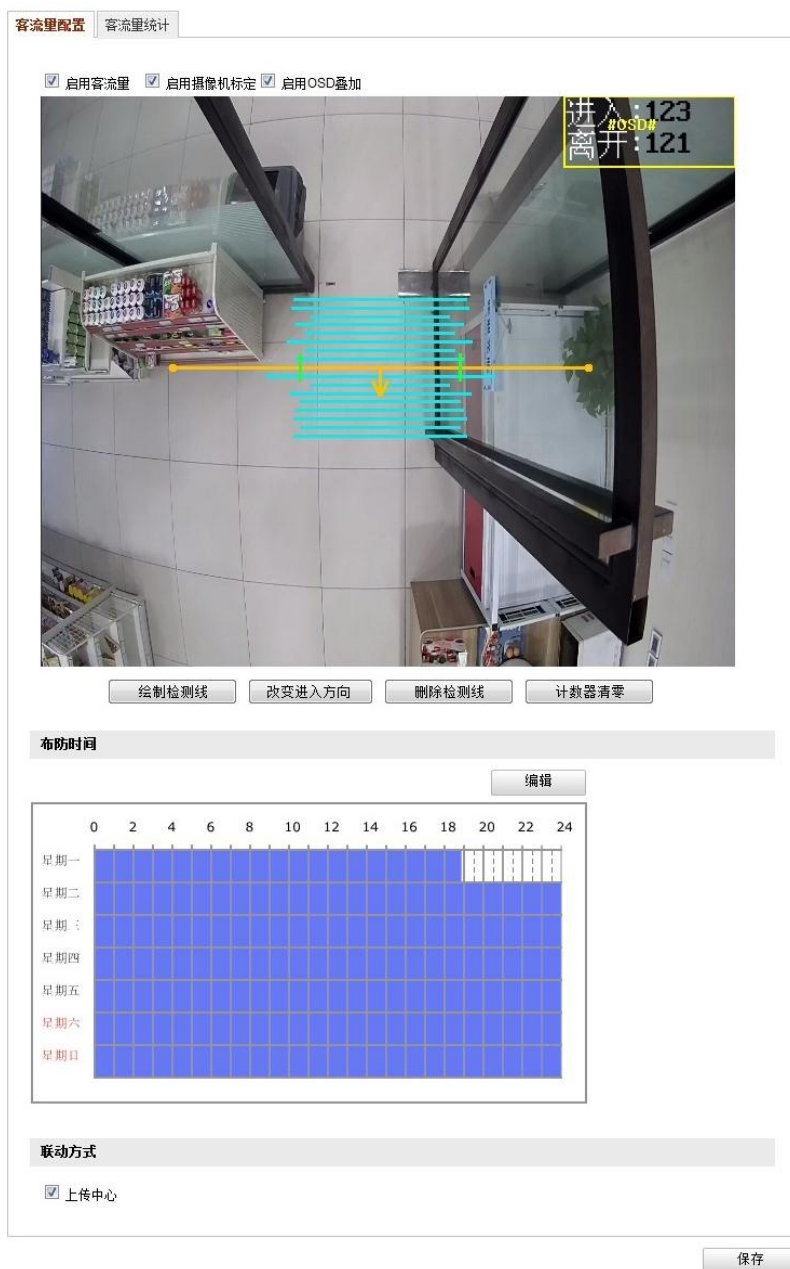 客流量配置 客流量统计
启用客流量 启用摄像机标定 启用OSD叠加
进入:123
#OSD#
离开:121
绘制检测线 改变进入方向 删除检测线 计数器清零
布防时间
编辑
0 2 4 6 8 10 12 14 16 18 20 22 24
星期一
星期二
星期三
星期四
星期五
星期六
星期日
联动方式
上传中心
保存